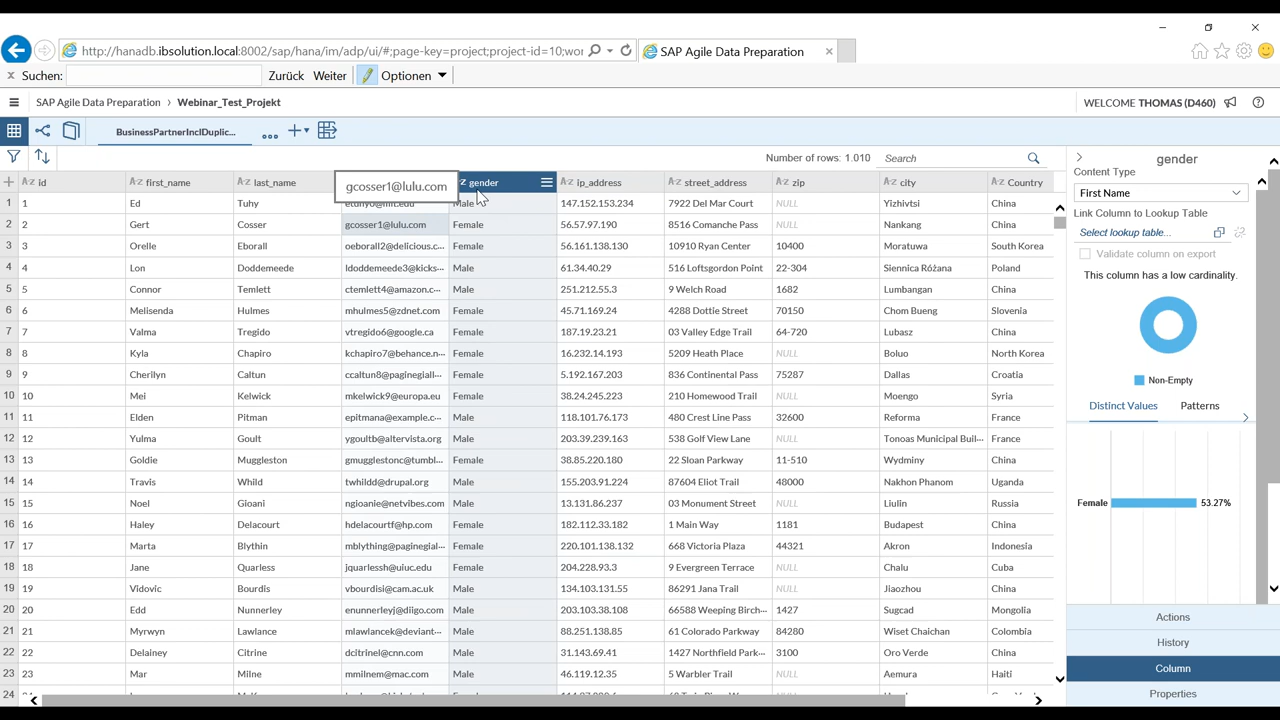 http://hanadb.ibsolution.local:8002/sap/hana/im/adp/ui/#;page-key=project;project-id=10;wor
SAP Agile Data Preparation
Suchen: Zurück Weiter Optionen
SAP Agile Data Preparation › Webinar_Test_Projekt WELCOME THOMAS (D460)
BusinessPartnerInclDuplic...
Number of rows: 1.010 Search
id first_name last_name gcosser1@lulu.com gender ip_address street_address zip city Country
1 1 Ed Tuhy Male 147.152.153.234 7922 Del Mar Court NULL Yizhivtsi China
2 2 Gert Cosser gcosser1@lulu.com Female 56.57.97.190 8516 Comanche Pass NULL Nankang China
3 3 Orelle Eborall oeborall2@delicious.c... Female 56.161.138.130 10910 Ryan Center 10400 Moratuwa South Korea
4 4 Lon Doddemeede ldoddemeede3@kicks... Male 61.34.40.29 514 Loftsgordon Point 22-304 Siennica Różana Poland
5 5 Connor Temlett ctemlett4@amazon.c... Male 251.212.55.3 9 Welch Road 1682 Lumbangan China
6 6 Melisenda Hulmes mhulmes5@zdnet.com Female 45.71.169.24 4288 Dottie Street 70150 Chom Bueng Slovenia
7 7 Valma Tregido vtregido6@google.ca Female 187.19.23.21 03 Valley Edge Trail 64-720 Lubasz China
8 8 Kyla Chapiro kchapiro7@behance.n... Female 16.232.14.193 5209 Heath Place NULL Boluo North Korea
9 9 Cherilyn Caltun ccaltun8@paginegiall... Female 5.192.167.203 836 Continental Pass 75287 Dallas Croatia
10 10 Mei Kelwick mkelwick9@europa.eu Female 38.24.245.223 210 Homewood Trail NULL Moengo Syria
11 11 Elden Pitman epitmana@example.c... Male 118.101.76.173 480 Crest Line Pass 32600 Reforma France
12 12 Yulma Goult ygoultb@altervista.org Male 203.39.239.163 538 Golf View Lane NULL Tonoas Municipal Buil... France
13 13 Goldie Muggleston gmugglestonc@tumbl... Female 38.85.220.180 22 Sloan Parkway 11-510 Wydminy China
14 14 Travis Whild twhildd@drupal.org Male 155.203.91.224 87604 Eliot Trail 48000 Nakhon Phanom Uganda
15 15 Noel Gioani ngioanie@netvibes.com Male 13.131.86.237 03 Monument Street NULL Liulin Russia
16 16 Haley Delacourt hdelacourtf@hp.com Female 182.112.33.182 1 Main Way 1181 Budapest China
17 17 Marta Blythin mblything@paginegial... Female 220.101.138.132 668 Victoria Plaza 44321 Akron Indonesia
18 18 Jane Quarless jquarlessh@uiuc.edu Female 204.228.93.3 9 Evergreen Terrace NULL Chalu Cuba
19 19 Vidovic Bourdis vbourdisi@cam.ac.uk Male 134.103.131.55 86291 Jana Trail NULL Jiaozhou China
20 20 Edd Nunnerley enunnerleyj@diigo.com Male 203.103.38.108 66588 Weeping Birch... 1427 Sugcad Mongolia
21 21 Myrwyn Lawlance mlawlancek@deviant... Male 88.251.138.85 61 Colorado Parkway 84280 Wiset Chaichan Colombia
22 22 Delainey Citrine dcitrinel@cnn.com Male 31.143.69.41 1427 Northfield Park... 3100 Oro Verde China
23 23 Mar Milne mmilnem@mac.com Male 46.119.12.35 5 Warbler Trail NULL Aemura Haiti
24
gender
Content Type
First Name
Link Column to Lookup Table
Select lookup table...
Validate column on export
This column has a low cardinality.
Non-Empty
Distinct Values Patterns
Female 53.27%
Actions
History
Column
Properties